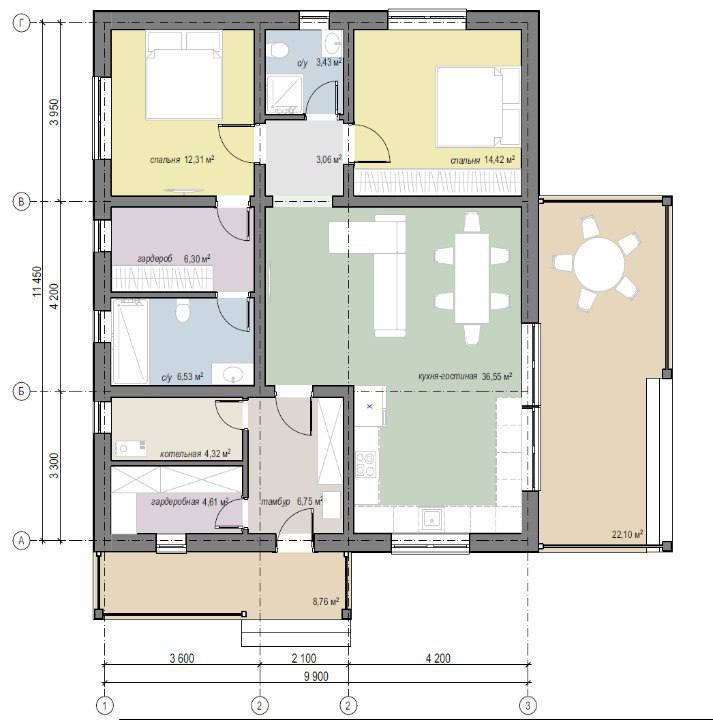 Г
с/у 3,43 м²
3 950
спальня 12,31 м²
3,06 м²
спальня 14,42 м²
В
гардероб 6,30 м²
11 450
4 200
с/у 6,53 м²
кухня-гостиная 36,55 м²
Б
котельная 4,32 м²
3 300
гардеробная 4,61 м²
тамбур 6,75 м²
22,10 м²
А
8,76 м²
3 600
2 100
4 200
9 900
1
2
2
3